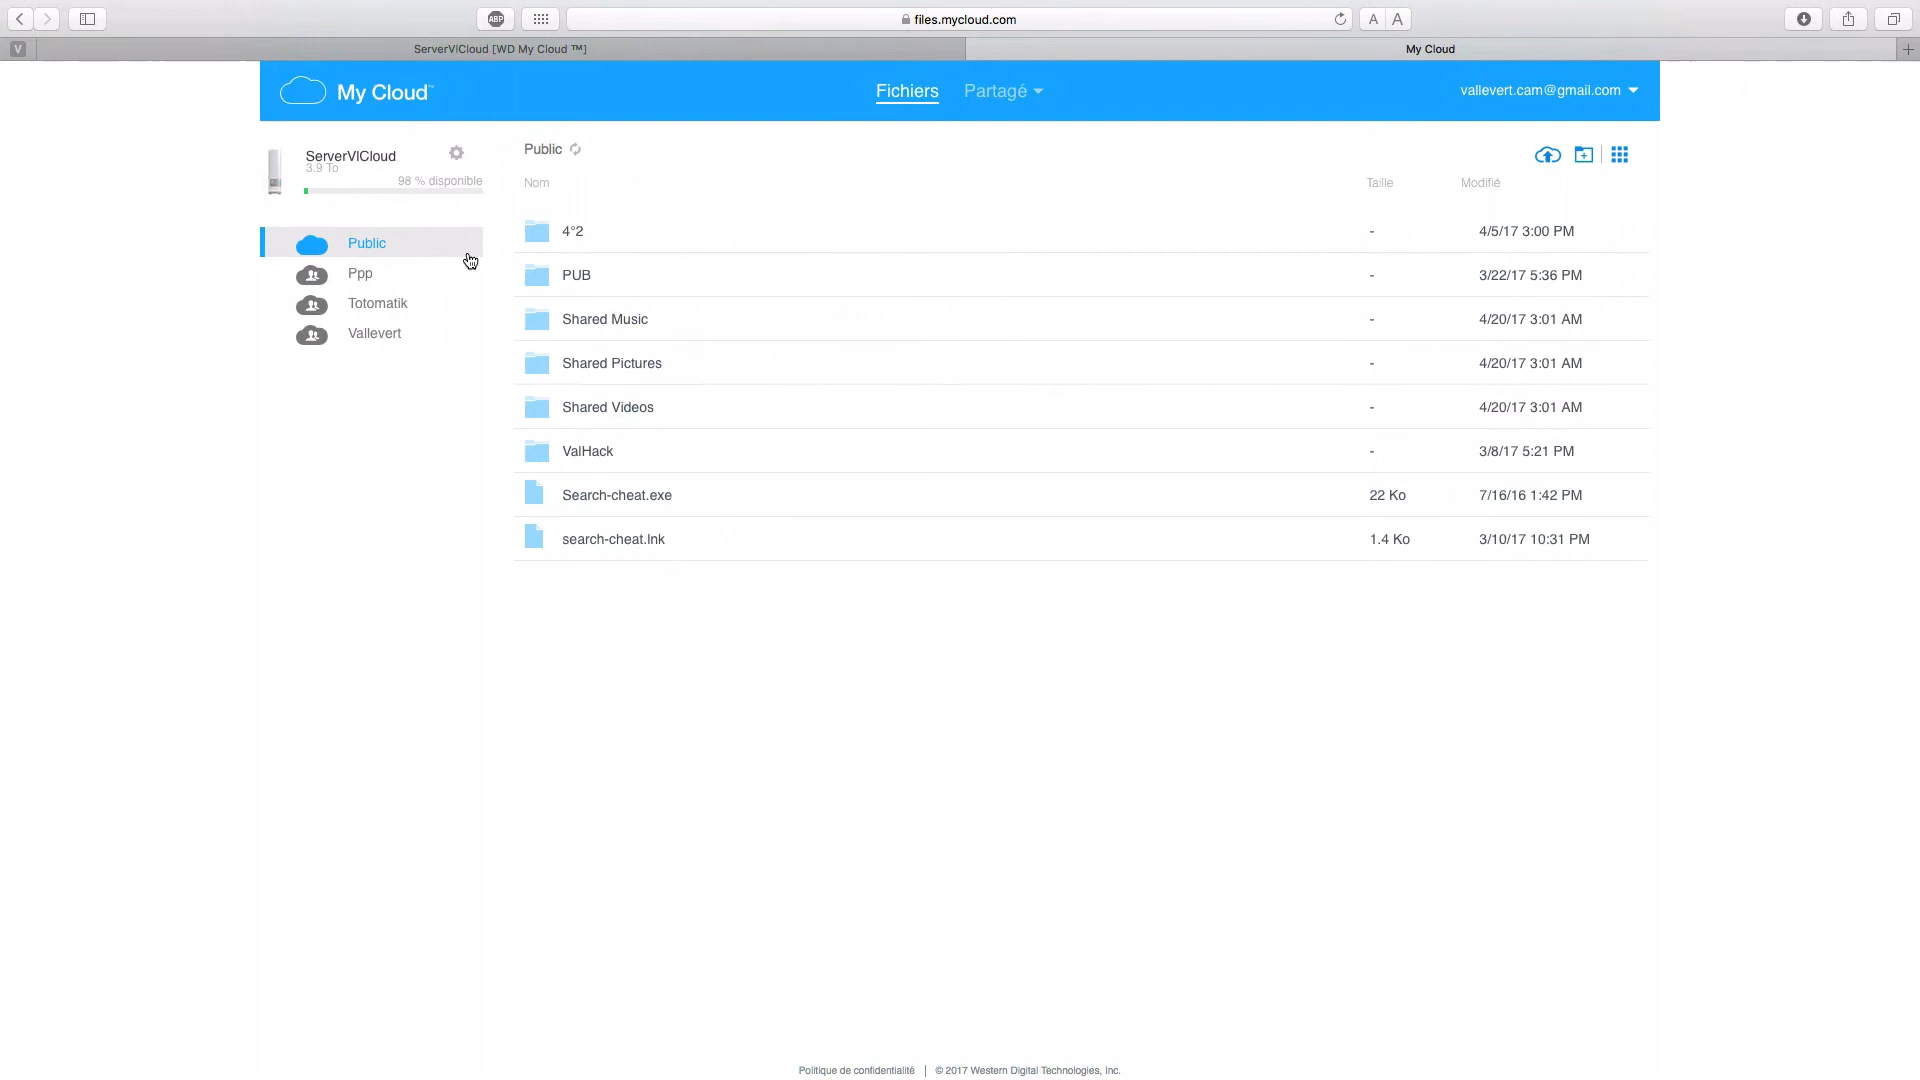 ABP
files.mycloud.com
A A
V
ServerVlCloud [WD My Cloud ™]
My Cloud
My Cloud™
Fichiers
Partagé
vallevert.cam@gmail.com
ServerVlCloud
3.9 To
98 % disponible
Public
Ppp
Totomatik
Vallevert
Public
Nom Taille Modifié
4°2 - 4/5/17 3:00 PM
PUB - 3/22/17 5:36 PM
Shared Music - 4/20/17 3:01 AM
Shared Pictures - 4/20/17 3:01 AM
Shared Videos - 4/20/17 3:01 AM
ValHack - 3/8/17 5:21 PM
Search-cheat.exe 22 Ko 7/16/16 1:42 PM
search-cheat.lnk 1.4 Ko 3/10/17 10:31 PM
Politique de confidentialité | © 2017 Western Digital Technologies, Inc.